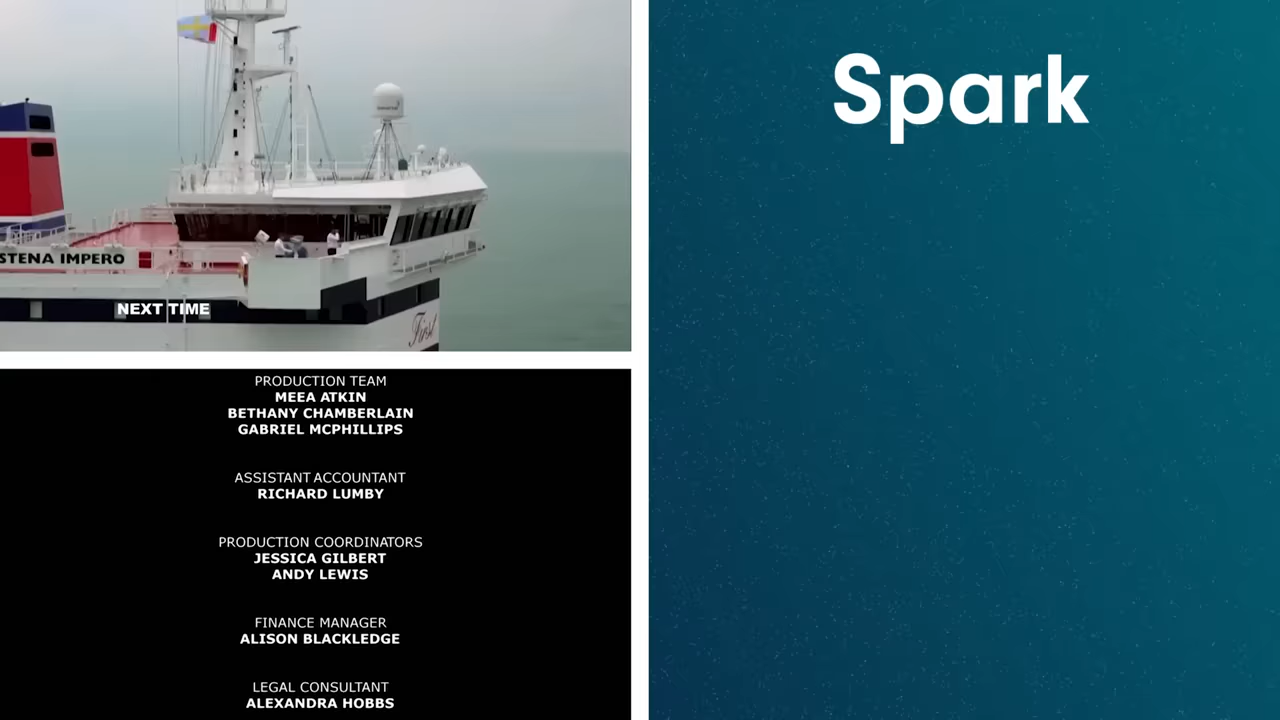 STENA IMPERO
NEXT TIME
First
PRODUCTION TEAM
MEEA ATKIN
BETHANY CHAMBERLAIN
GABRIEL MCPHILLIPS
ASSISTANT ACCOUNTANT
RICHARD LUMBY
PRODUCTION COORDINATORS
JESSICA GILBERT
ANDY LEWIS
FINANCE MANAGER
ALISON BLACKLEDGE
LEGAL CONSULTANT
ALEXANDRA HOBBS
Spark